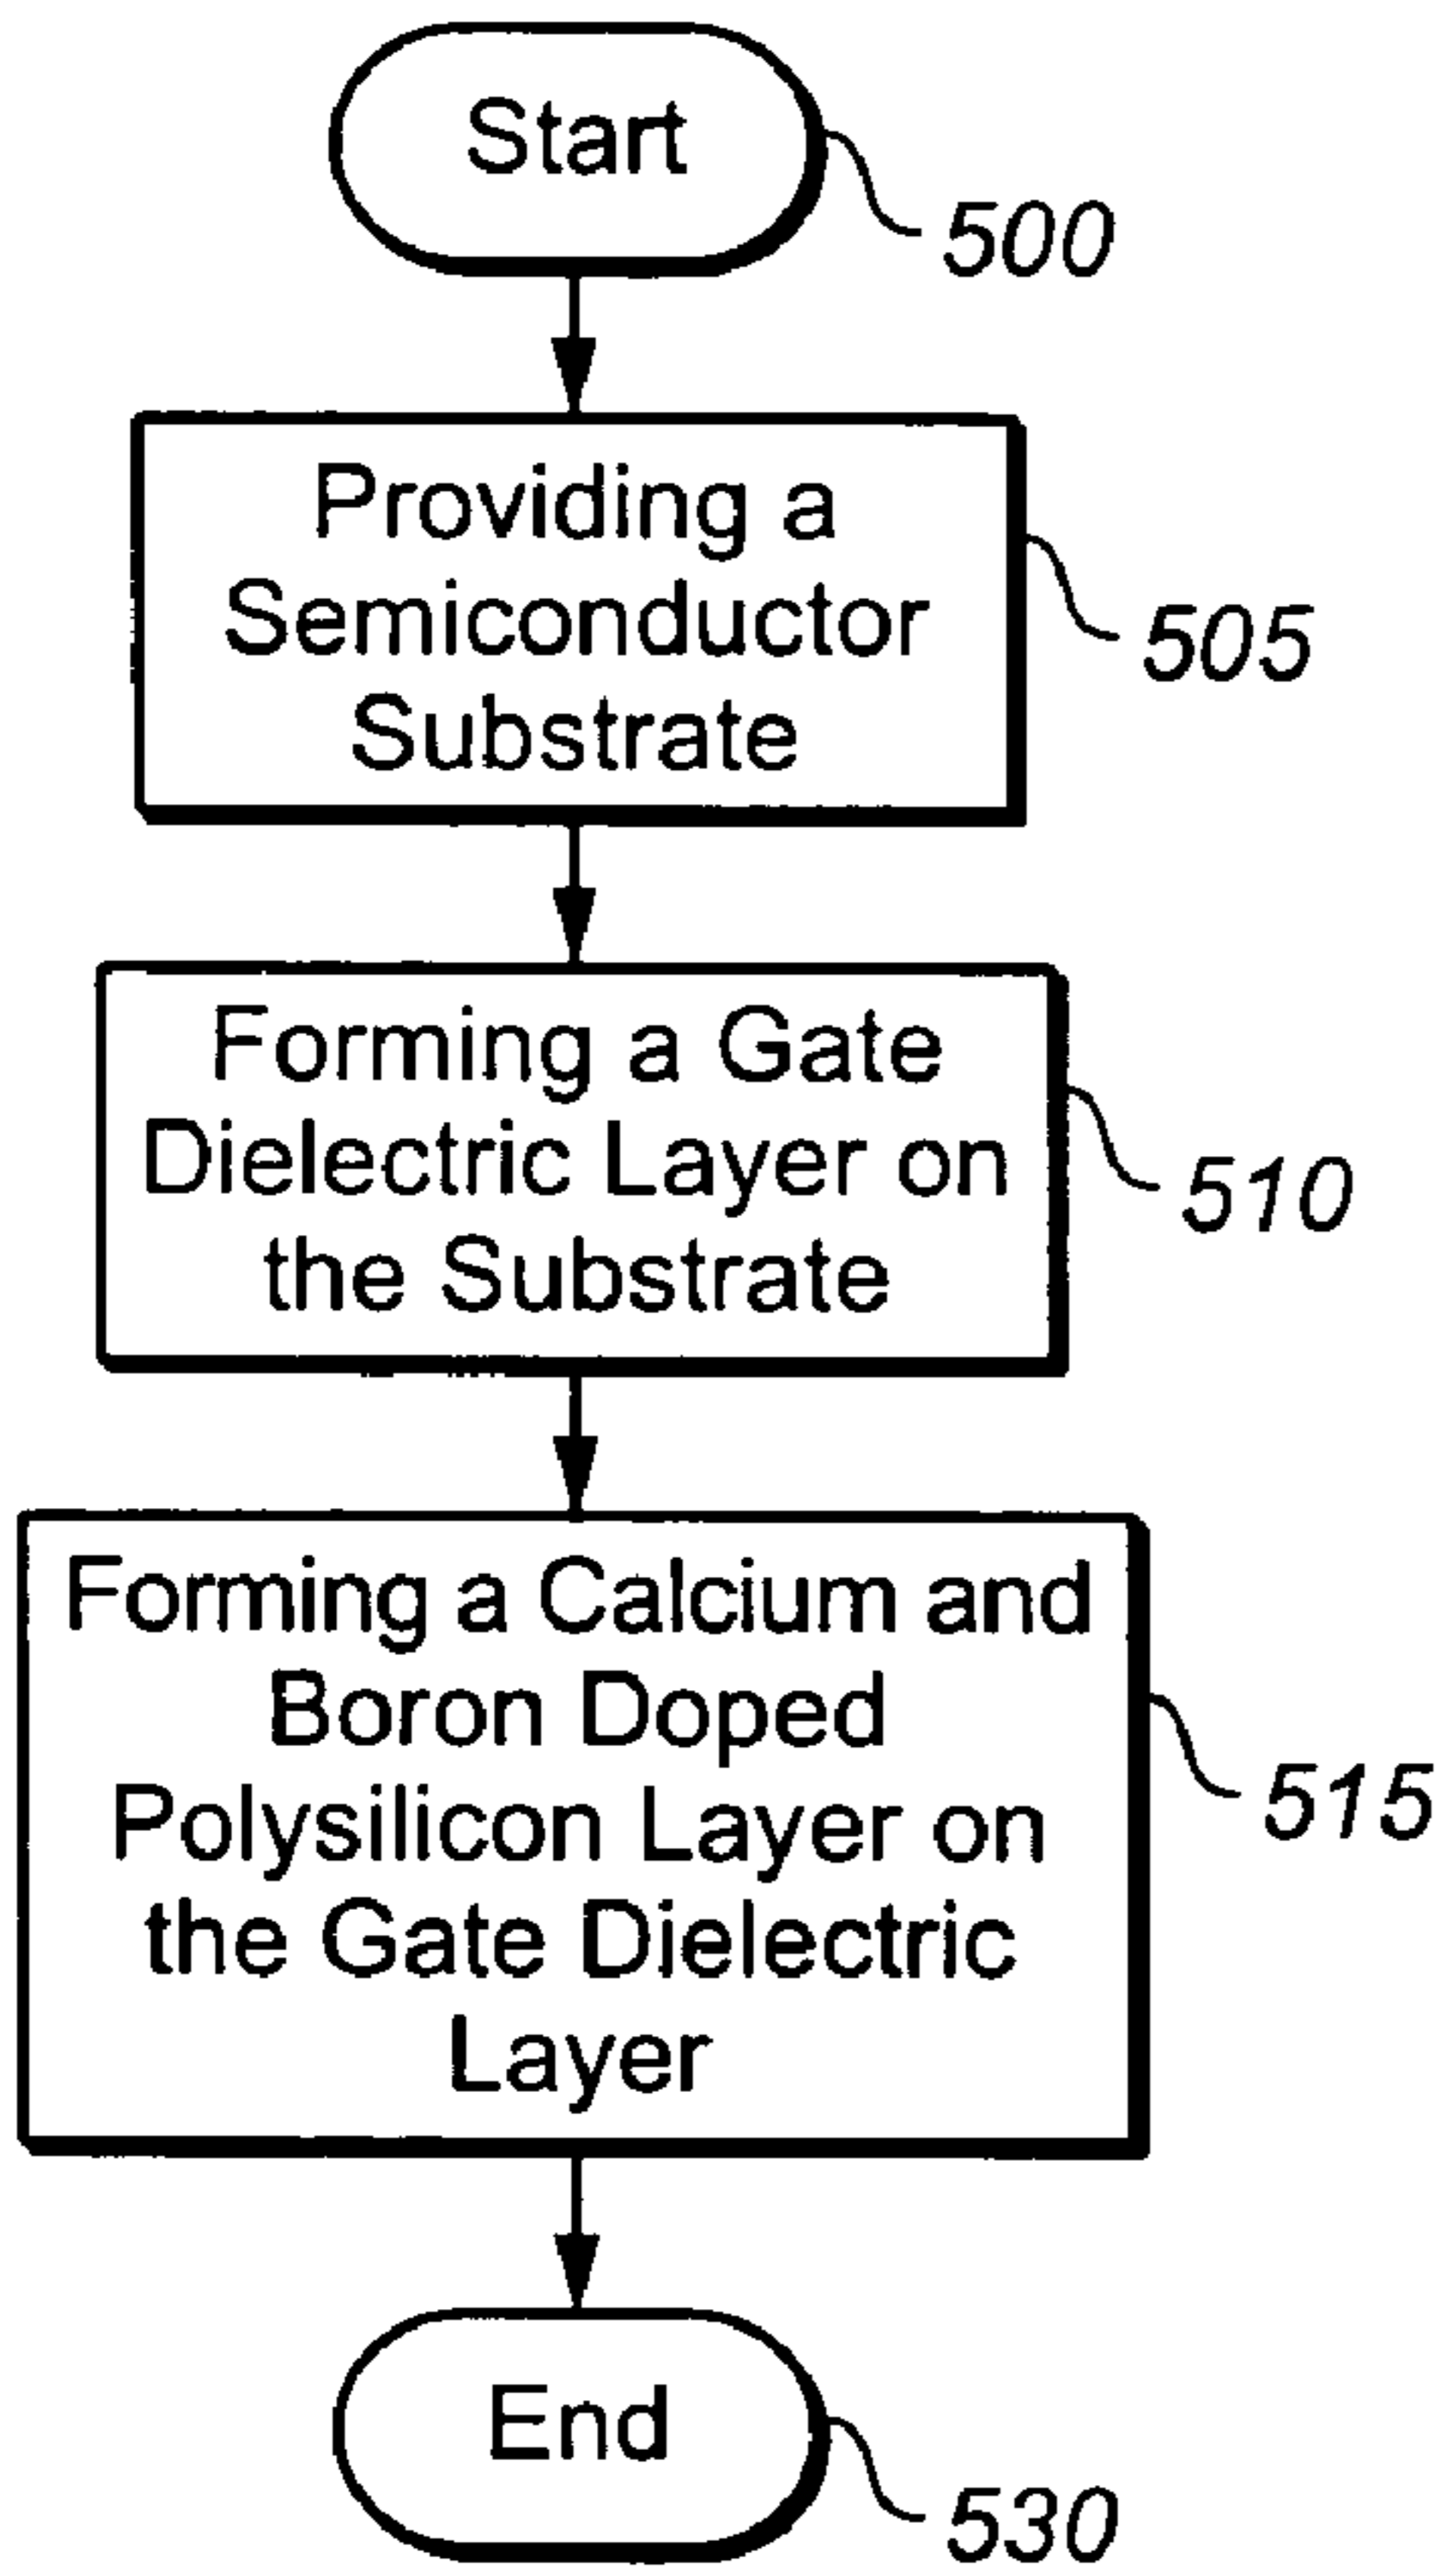 Start
500
Providing a
Semiconductor
Substrate
505
Forming a Gate
Dielectric Layer on
the Substrate
510
Forming a Calcium and
Boron Doped
Polysilicon Layer on
the Gate Dielectric
Layer
515
End
530